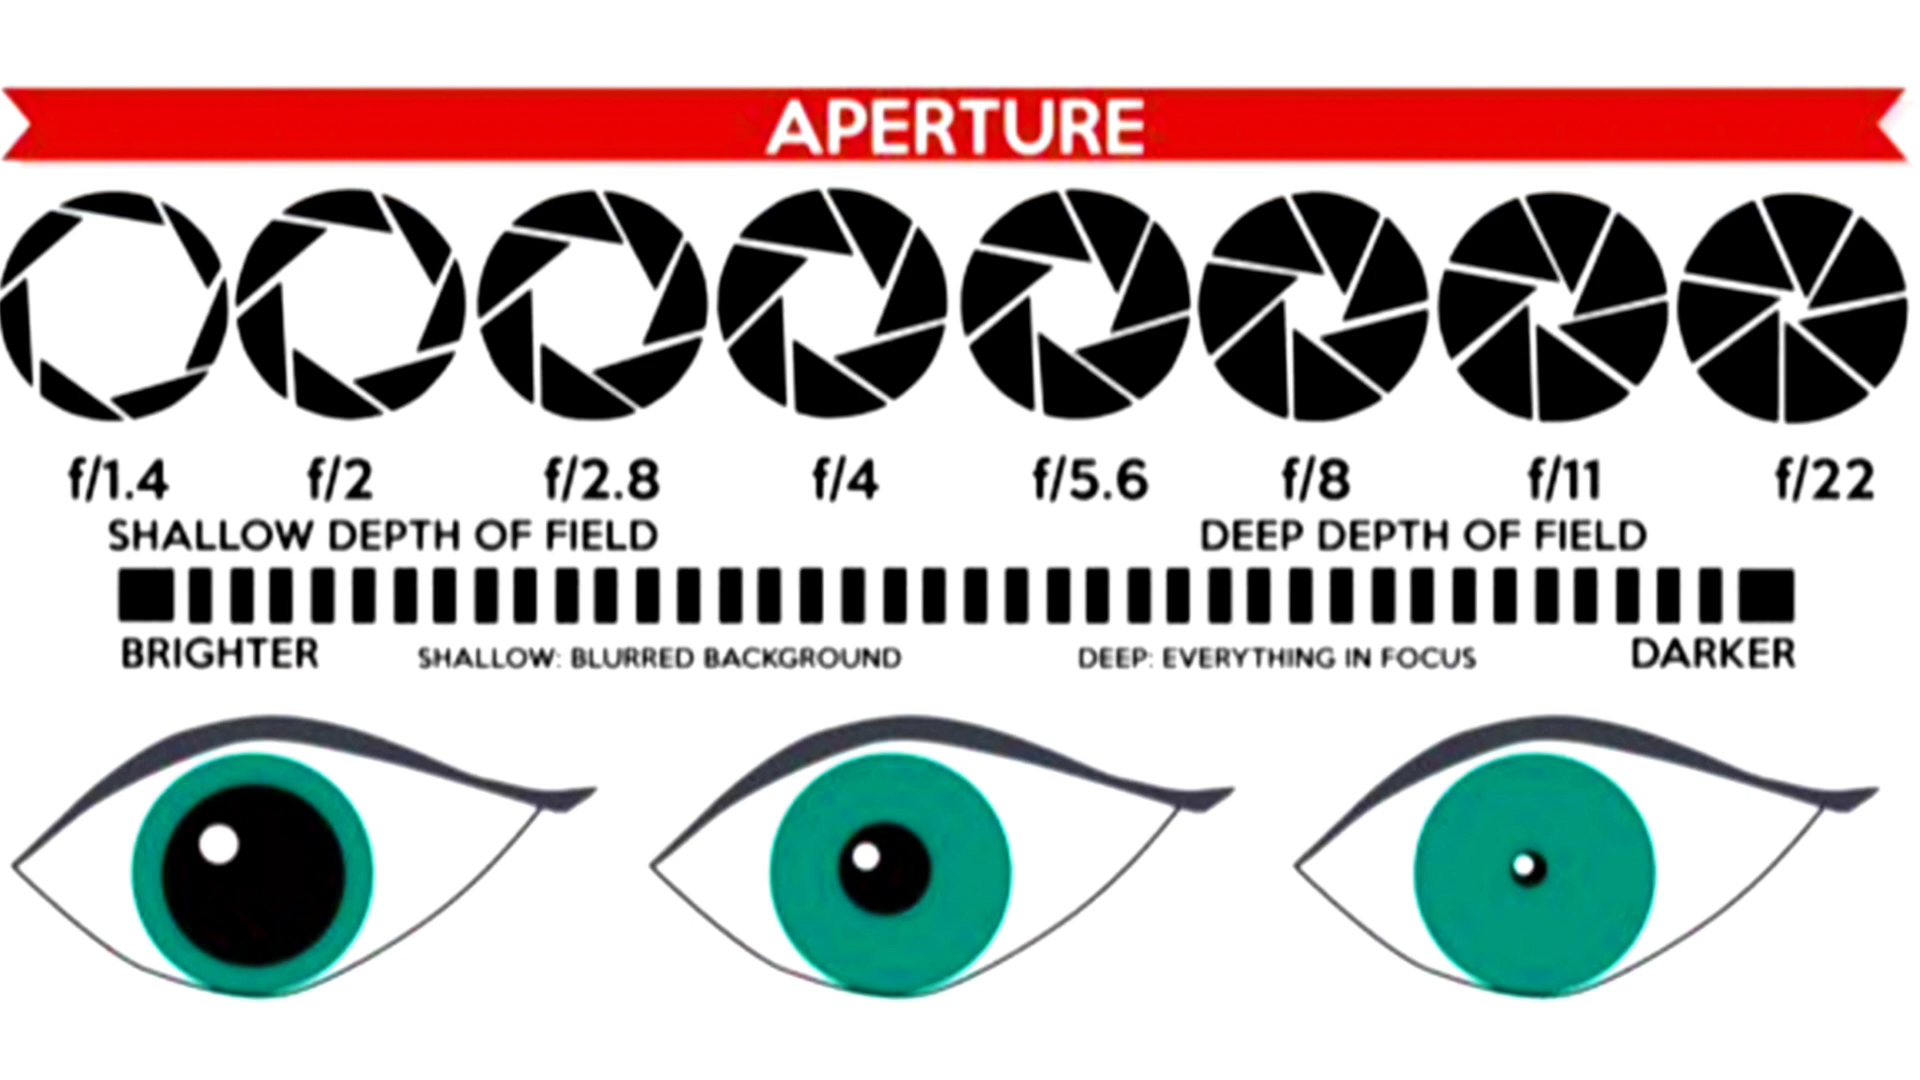 APERTURE
f/1.4 f/2 f/2.8 f/4 f/5.6 f/8 f/11 f/22
SHALLOW DEPTH OF FIELD DEEP DEPTH OF FIELD
BRIGHTER SHALLOW: BLURRED BACKGROUND DEEP: EVERYTHING IN FOCUS DARKER